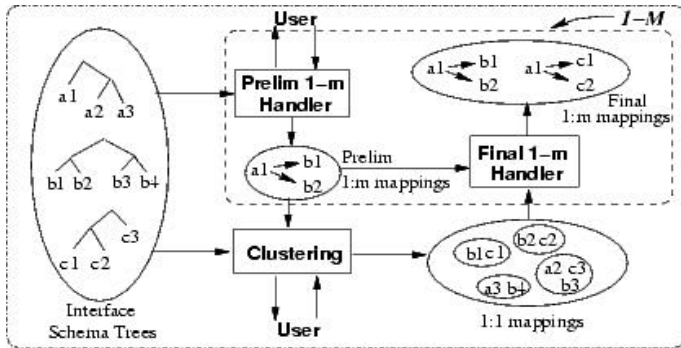 User
1-M
a1
a2 a3
Prelim 1-m
Handler
a1 b1
b2
a1 c1
c2
Final
1:m mappings
b1 b2 b3 b4
a1 b1
b2
Prelim
1:m mappings
Final 1-m
Handler
c3
c1 c2
Clustering
b1 c1
b2 c2
a3 b4
a2 c3
b3
Interface
Schema Trees
User
1:1 mappings